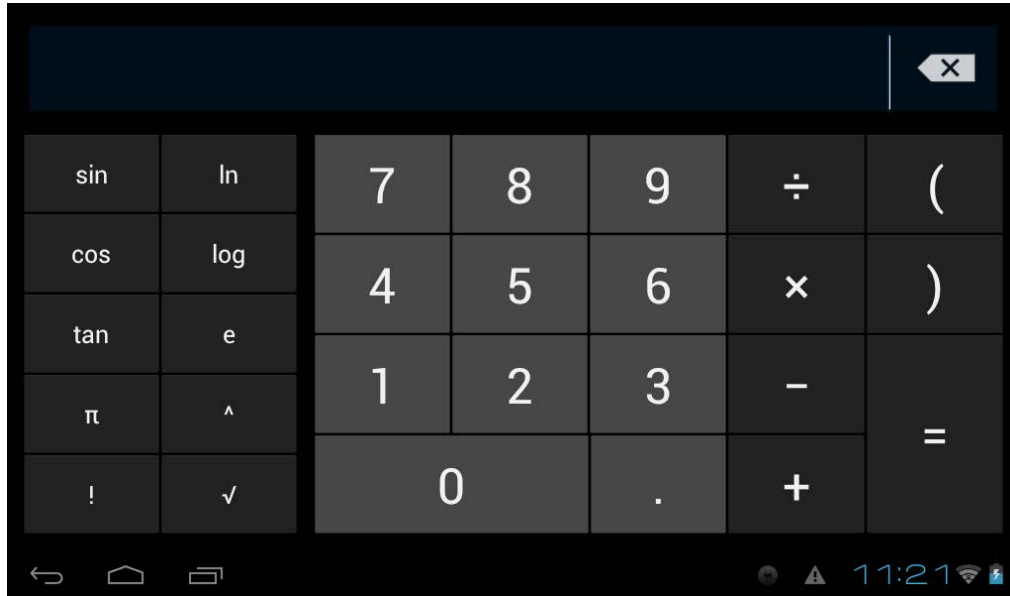 sin ln 7 8 9 ÷ (
cos log 4 5 6 × )
tan e 1 2 3 −
π ^ =
! √ 0 . +
11:21